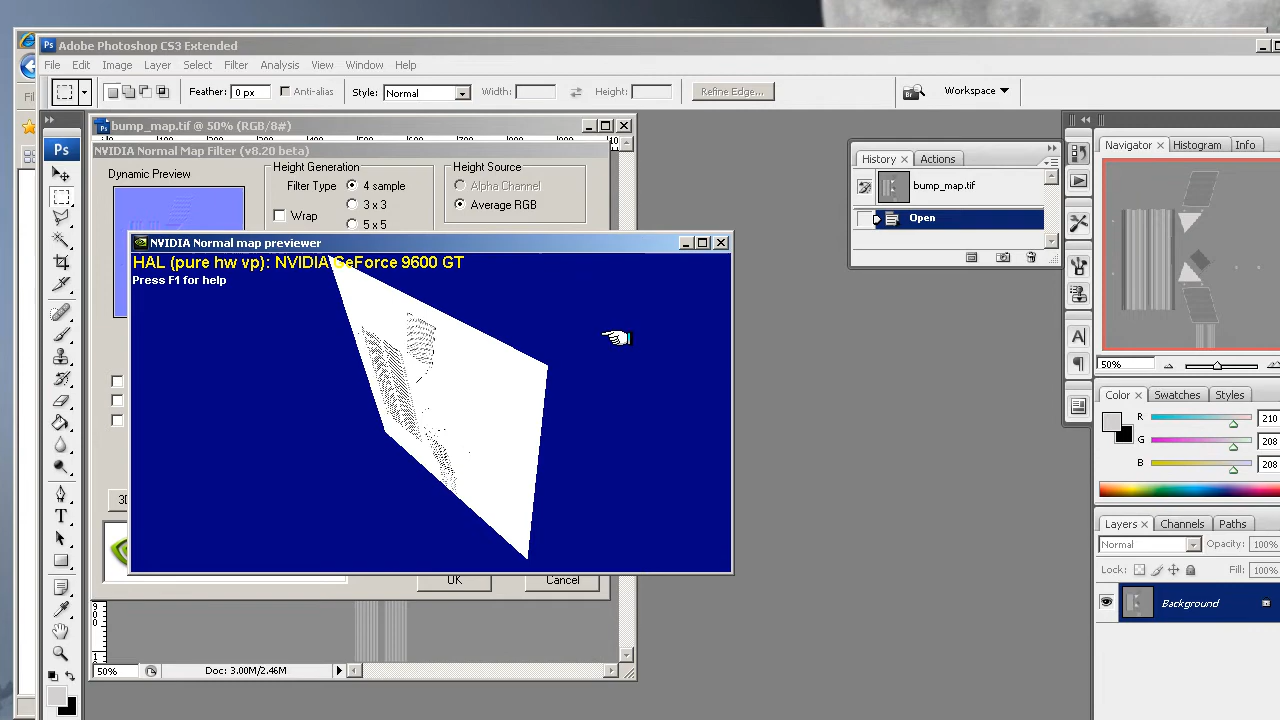 Adobe Photoshop CS3 Extended
File Edit Image Layer Select Filter Analysis View Window Help
Feather: 0 px Anti-alias Style: Normal Width: Height: Refine Edge... Workspace
bump_map.tif @ 50% (RGB/8#)
NVIDIA Normal Map Filter (v8.20 beta)
Dynamic Preview
Height Generation
Filter Type 4 sample
Wrap
3 x 3
5 x 5
Height Source
Alpha Channel
Average RGB
NVIDIA Normal map previewer
HAL (pure hw vp): NVIDIA GeForce 9600 GT
Press F1 for help
OK Cancel
50% Doc: 3.00M/2.46M
History Actions
bump_map.tif
Open
Navigator Histogram Info
50%
Color Swatches Styles
R 210
G 208
B 208
Layers Channels Paths
Normal Opacity: 100%
Lock: Fill: 100%
Background